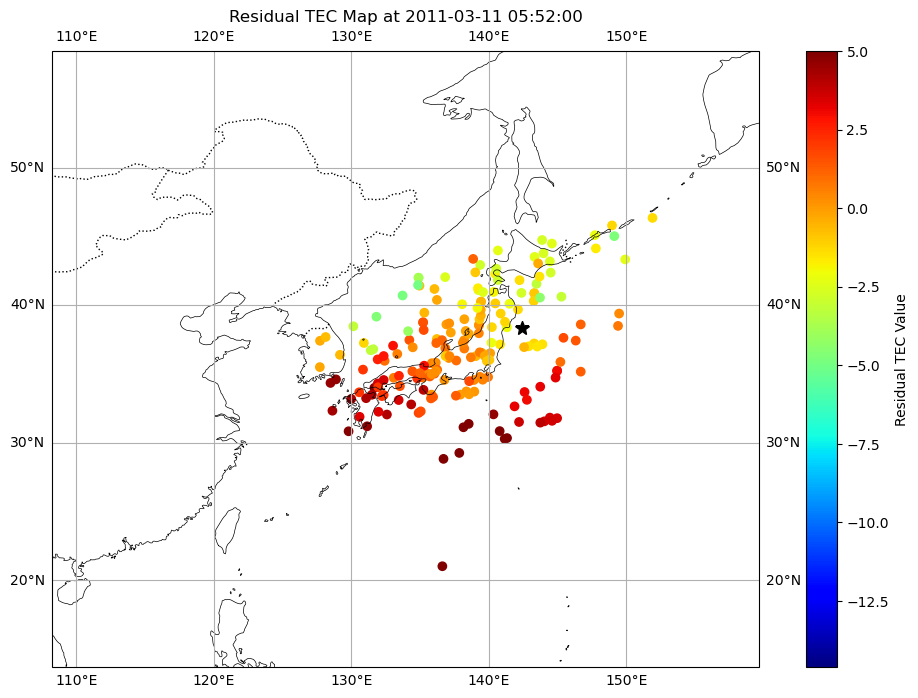 Residual TEC Map at 2011-03-11 05:52:00
110°E 120°E 130°E 140°E 150°E
50°N 50°N
40°N 40°N
30°N 30°N
20°N 20°N
110°E 120°E 130°E 140°E 150°E
5.0
2.5
0.0
−2.5
−5.0
−7.5
−10.0
−12.5
Residual TEC Value